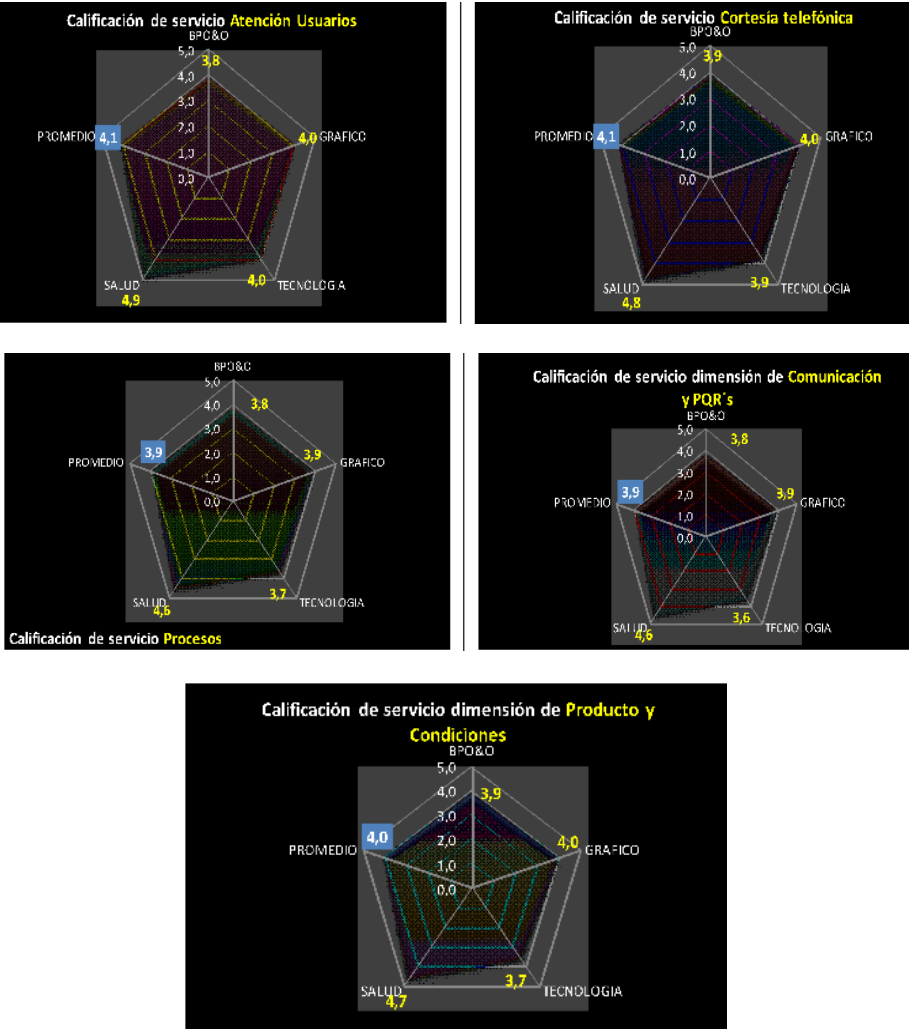 Calificación de servicio Atención Usuarios
BPO&O
5,0
3,8
4,0
3,0
2,0
1,0
0,0
PROMEDIO 4,1
4,0 GRAFICO
SALUD
4,9
4,0 TECNOLOGIA
Calificación de servicio Cortesía telefónica
BPO&O
5,0
3,9
4,0
3,0
2,0
1,0
0,0
PROMEDIO 4,1
4,0 GRAFICO
SALUD
4,8
3,9 TECNOLOGIA
BPO&O
5,0
4,0
3,8
3,0
2,0
1,0
0,0
PROMEDIO 3,9
3,9 GRAFICO
SALUD
4,6
3,7 TECNOLOGIA
Calificación de servicio Procesos
Calificación de servicio dimensión de Comunicación
y PQR´s
BPO&O
5,0
3,8
4,0
3,0
2,0
1,0
0,0
PROMEDIO 3,9
3,9 GRAFICO
SALUD
4,6
3,6 TECNOLOGIA
Calificación de servicio dimensión de Producto y
Condiciones
BPO&O
5,0
4,0
3,9
3,0
2,0
1,0
0,0
PROMEDIO 4,0
4,0 GRAFICO
SALUD
4,7
3,7 TECNOLOGIA